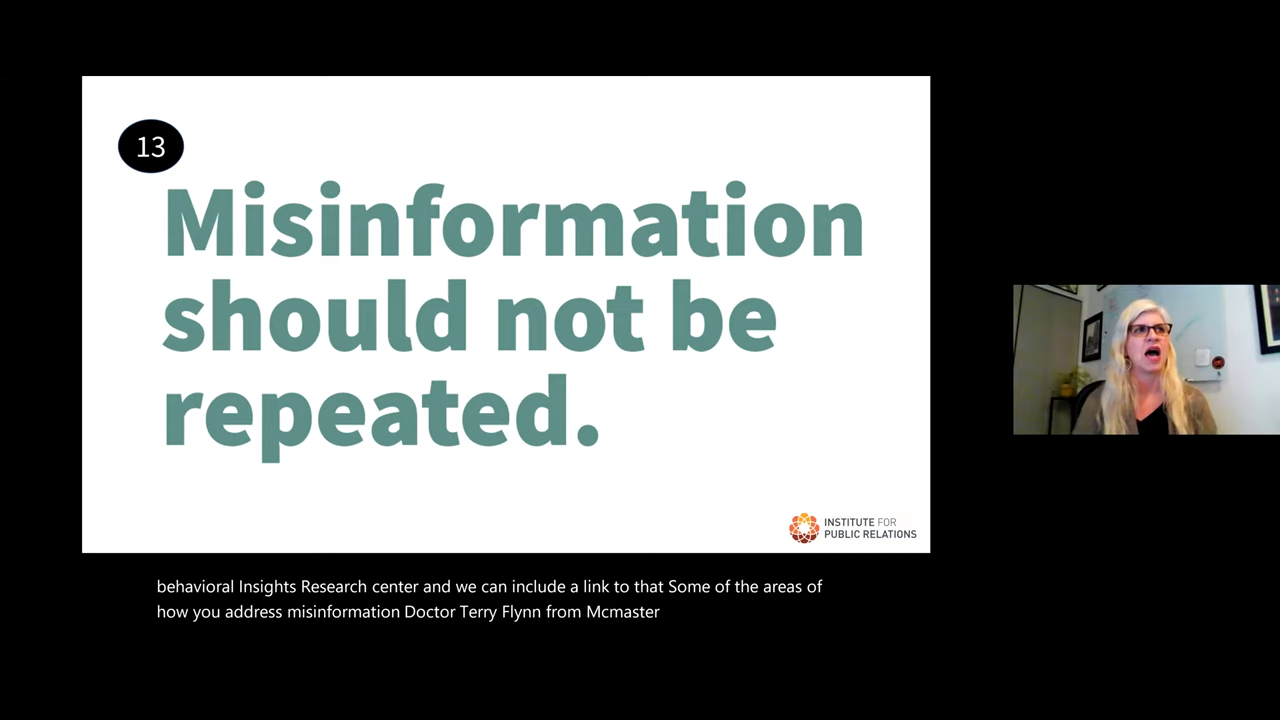 13
Misinformation
should not be
repeated.
INSTITUTE FOR
PUBLIC RELATIONS
behavioral Insights Research center and we can include a link to that Some of the areas of
how you address misinformation Doctor Terry Flynn from Mcmaster